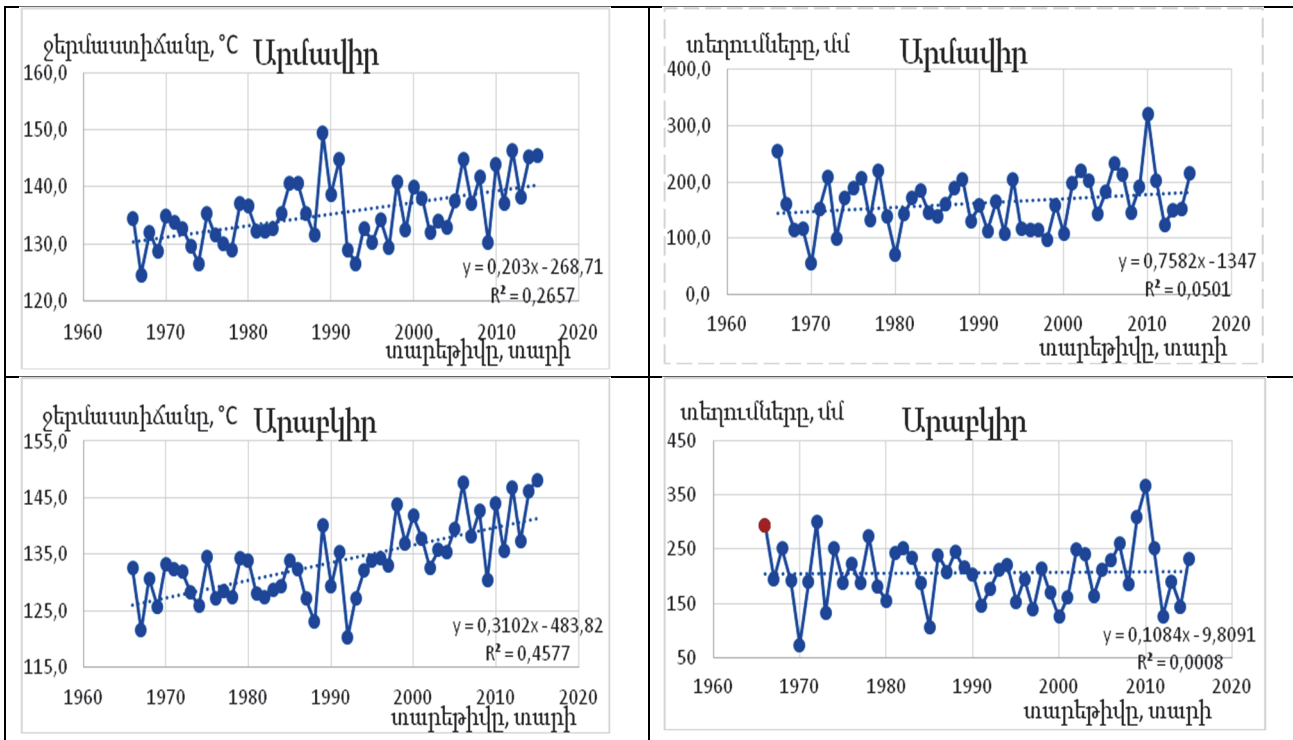 ջերմաստիճանը, °C
Արմավիր
160,0
150,0
140,0
130,0
120,0
y = 0,203x - 268,71
R² = 0,2657
1960 1970 1980 1990 2000 2010 2020
տարեթիվը, տարի
տեղումները, մմ
Արմավիր
400,0
300,0
200,0
100,0
0,0
y = 0,7582x - 1347
R² = 0,0501
1960 1970 1980 1990 2000 2010 2020
տարեթիվը, տարի
ջերմաստիճանը, °C
Արաբկիր
155,0
145,0
135,0
125,0
115,0
y = 0,3102x - 483,82
R² = 0,4577
1960 1970 1980 1990 2000 2010 2020
տարեթիվը, տարի
տեղումները, մմ
Արաբկիր
450
350
250
150
50
y = 0,1084x - 9,8091
R² = 0,0008
1960 1970 1980 1990 2000 2010 2020
տարեթիվը, տարի